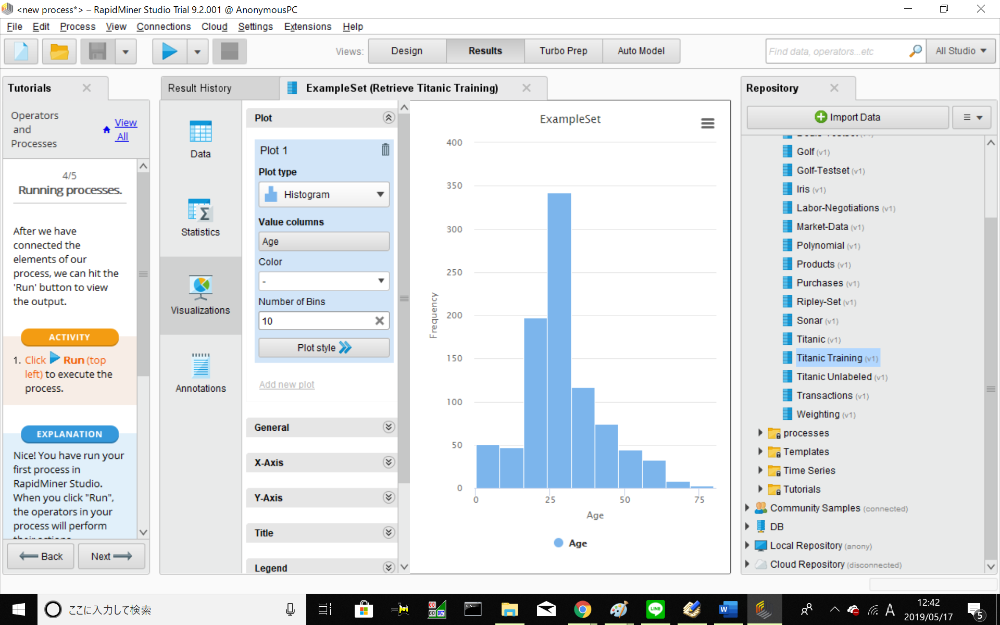 <new process*> – RapidMiner Studio Trial 9.2.001 @ AnonymousPC
File Edit Process View Connections Cloud Settings Extensions Help
Views: Design Results Turbo Prep Auto Model
Find data, operators...etc
All Studio
Tutorials
Operators
and
Processes
View
All
4/5
Running processes.
After we have
connected the
elements of our
process, we can hit the
'Run' button to view
the output.
ACTIVITY
1. Click Run (top
left) to execute the
process.
EXPLANATION
Nice! You have run your
first process in
RapidMiner Studio.
When you click "Run",
the operators in your
process will perform
their actions.
Back
Next
Result History
ExampleSet (Retrieve Titanic Training)
Data
Statistics
Visualizations
Annotations
Plot
Plot 1
Plot type
Histogram
Value columns
Age
Color
-
Number of Bins
10
Plot style
Add new plot
General
X-Axis
Y-Axis
Title
Legend
ExampleSet
400
350
300
250
200
150
100
50
0
Frequency
0 25 50 75
Age
Age
Repository
Import Data
Golf (v1)
Golf-Testset (v1)
Iris (v1)
Labor-Negotiations (v1)
Market-Data (v1)
Polynomial (v1)
Products (v1)
Purchases (v1)
Ripley-Set (v1)
Sonar (v1)
Titanic (v1)
Titanic Training (v1)
Titanic Unlabeled (v1)
Transactions (v1)
Weighting (v1)
processes
Templates
Time Series
Tutorials
Community Samples (connected)
DB
Local Repository (anony)
Cloud Repository (disconnected)
ここに入力して検索
LINE
W
A
12:42
2019/05/17
5